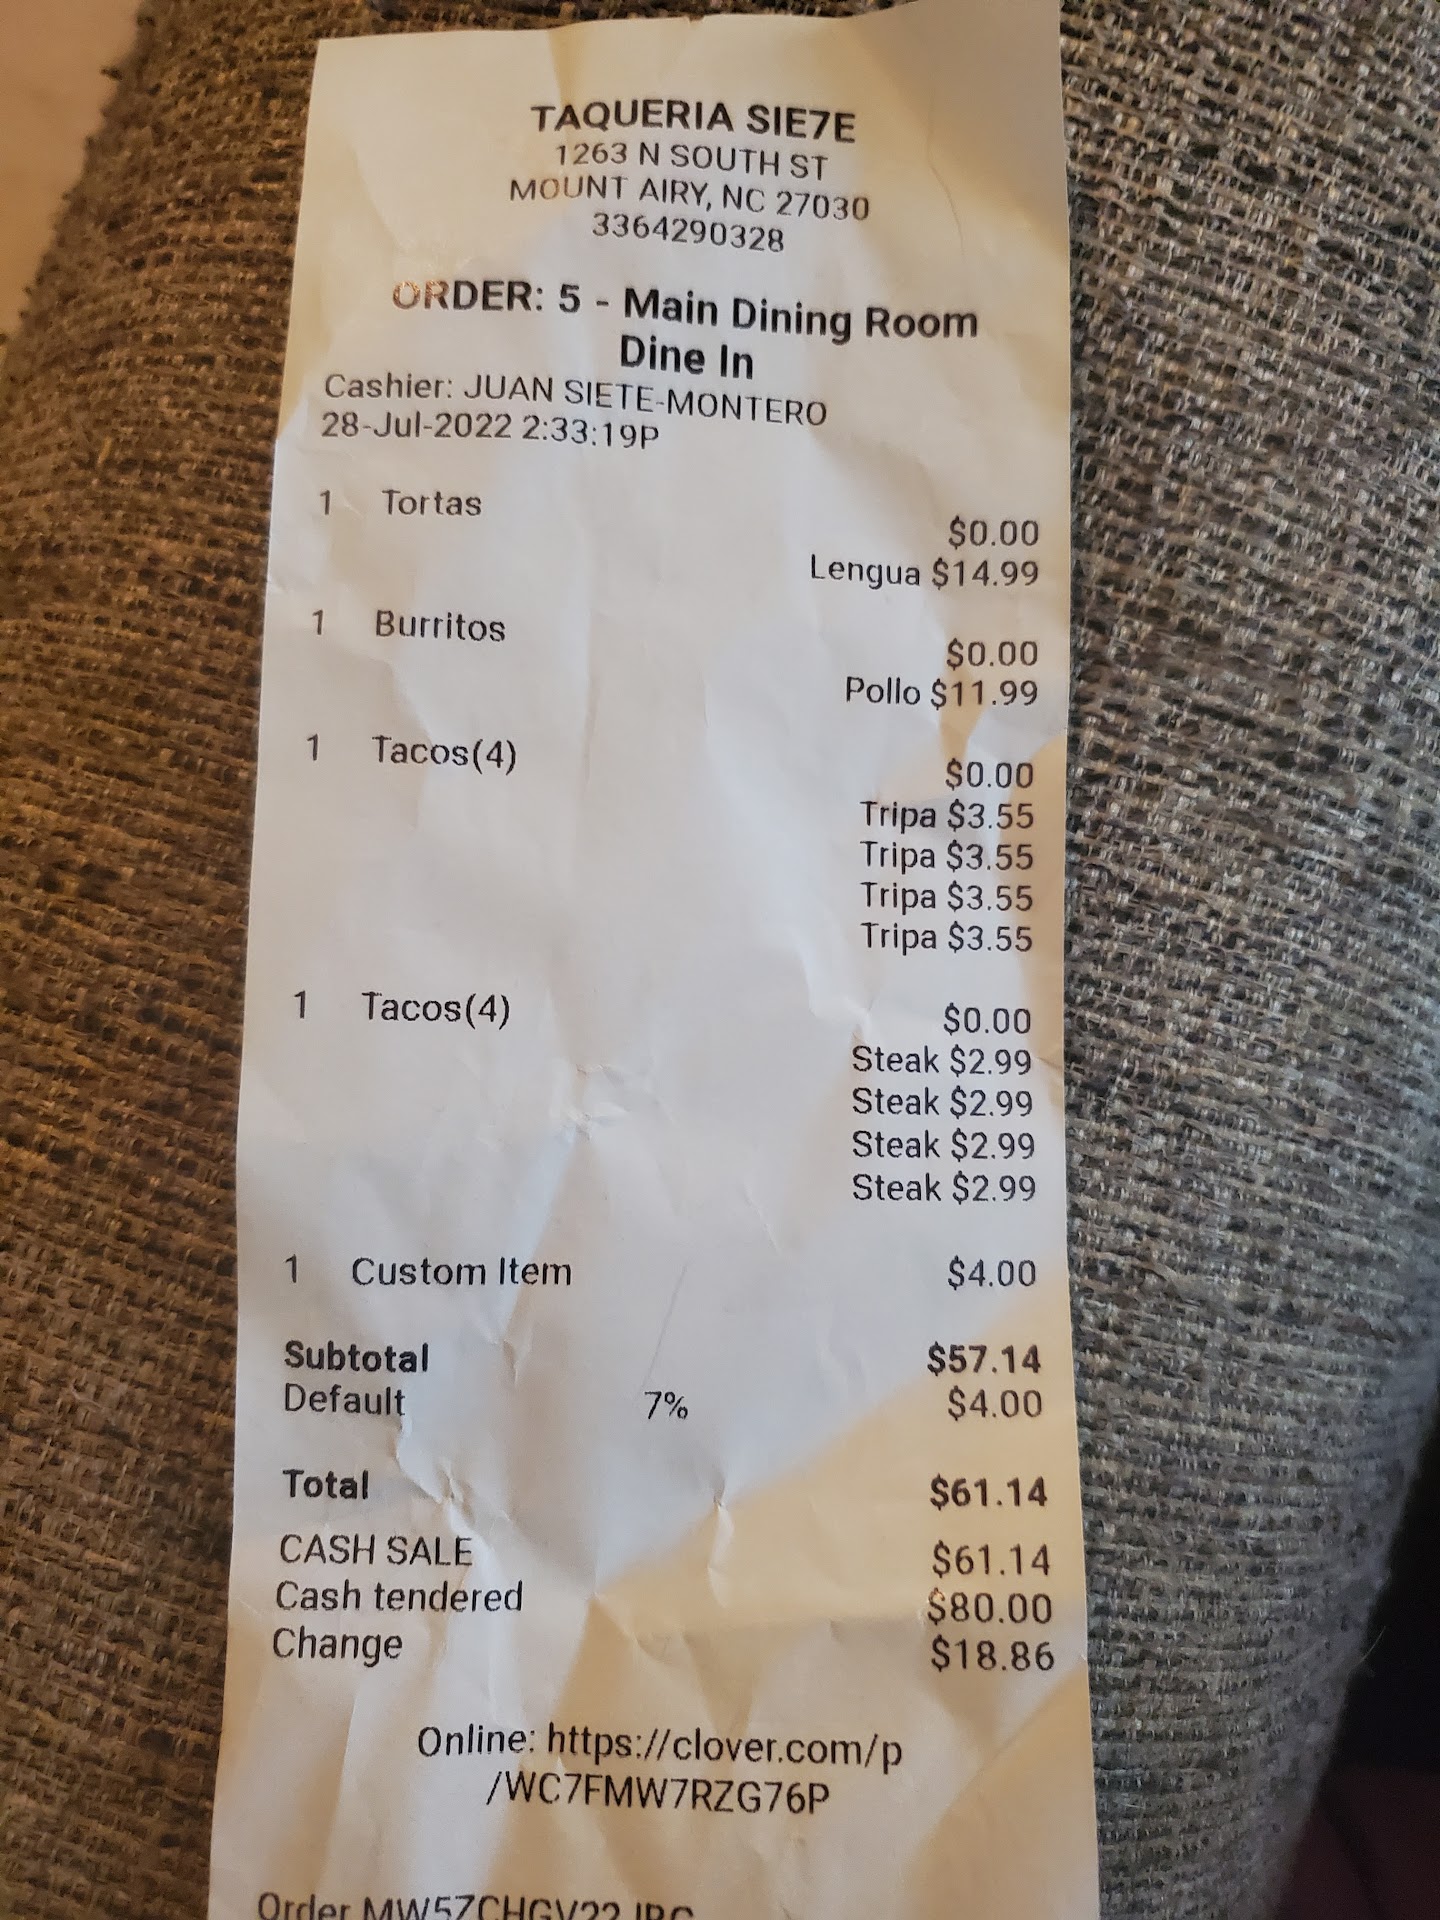 TAQUERIA SIE7E
1263 N SOUTH ST
MOUNT AIRY, NC 27030
3364290328
ORDER: 5 - Main Dining Room
Dine In
Cashier: JUAN SIETE-MONTERO
28-Jul-2022 2:33:19P
1 Tortas
$0.00
Lengua $14.99
1 Burritos
$0.00
Pollo $11.99
1 Tacos(4)
$0.00
Tripa $3.55
Tripa $3.55
Tripa $3.55
Tripa $3.55
1 Tacos(4)
$0.00
Steak $2.99
Steak $2.99
Steak $2.99
Steak $2.99
1 Custom Item $4.00
Subtotal $57.14
Default 7% $4.00
Total $61.14
CASH SALE $61.14
Cash tendered $80.00
Change $18.86
Online: https://clover.com/p
/WC7FMW7RZG76P
Order